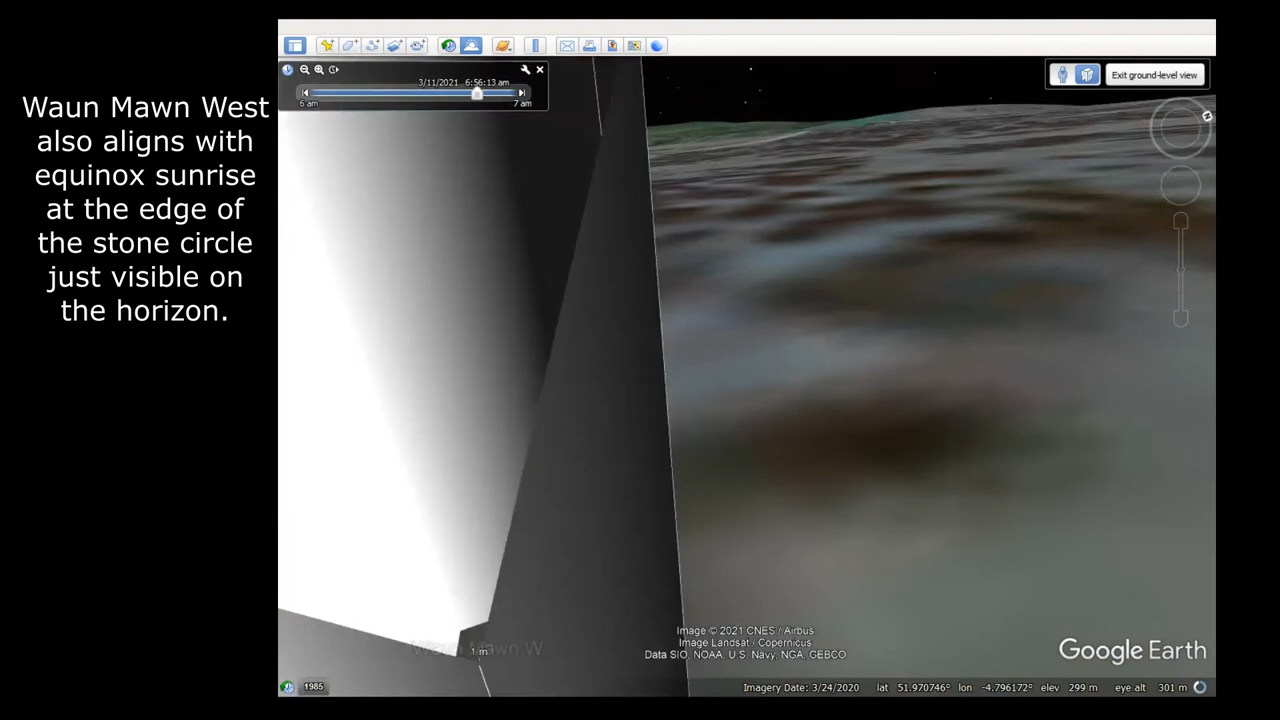 Waun Mawn West
also aligns with
equinox sunrise
at the edge of
the stone circle
just visible on
the horizon.
3/11/2021 6:56:13 am
6 am 7 am
Exit ground-level view
Waun Mawn W
1 m
Image © 2021 CNES / Airbus
Image Landsat / Copernicus
Data SIO, NOAA, U.S. Navy, NGA, GEBCO
Google Earth
1985
Imagery Date: 3/24/2020 lat 51.970746° lon -4.796172° elev 299 m eye alt 301 m